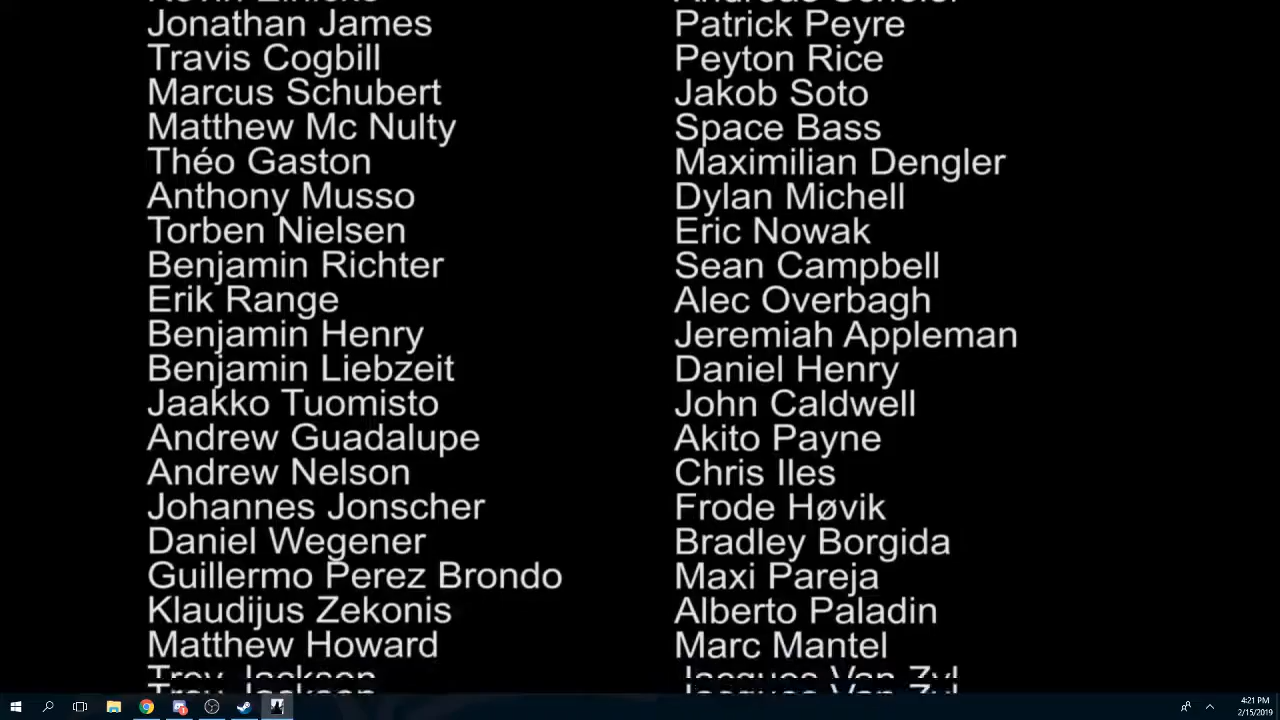 Jonathan James
Travis Cogbill
Marcus Schubert
Matthew Mc Nulty
Théo Gaston
Anthony Musso
Torben Nielsen
Benjamin Richter
Erik Range
Benjamin Henry
Benjamin Liebzeit
Jaakko Tuomisto
Andrew Guadalupe
Andrew Nelson
Johannes Jonscher
Daniel Wegener
Guillermo Perez Brondo
Klaudijus Zekonis
Matthew Howard
Troy Jackson
Patrick Peyre
Peyton Rice
Jakob Soto
Space Bass
Maximilian Dengler
Dylan Michell
Eric Nowak
Sean Campbell
Alec Overbagh
Jeremiah Appleman
Daniel Henry
John Caldwell
Akito Payne
Chris Iles
Frode Høvik
Bradley Borgida
Maxi Pareja
Alberto Paladin
Marc Mantel
Jacques Van Zyl
4:21 PM
2/15/2019